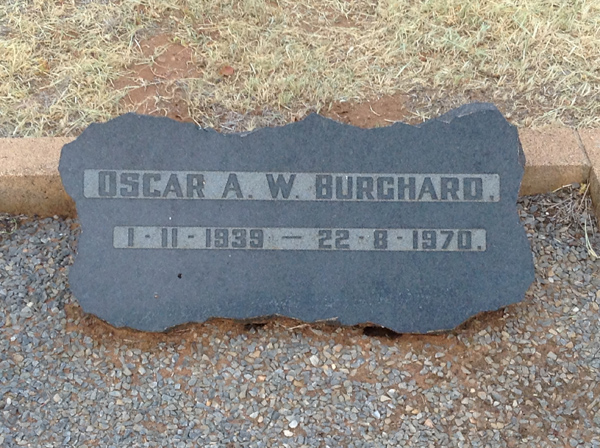 OSCAR A. W. BURCHARD.
1-11-1939 — 22-8-1970.